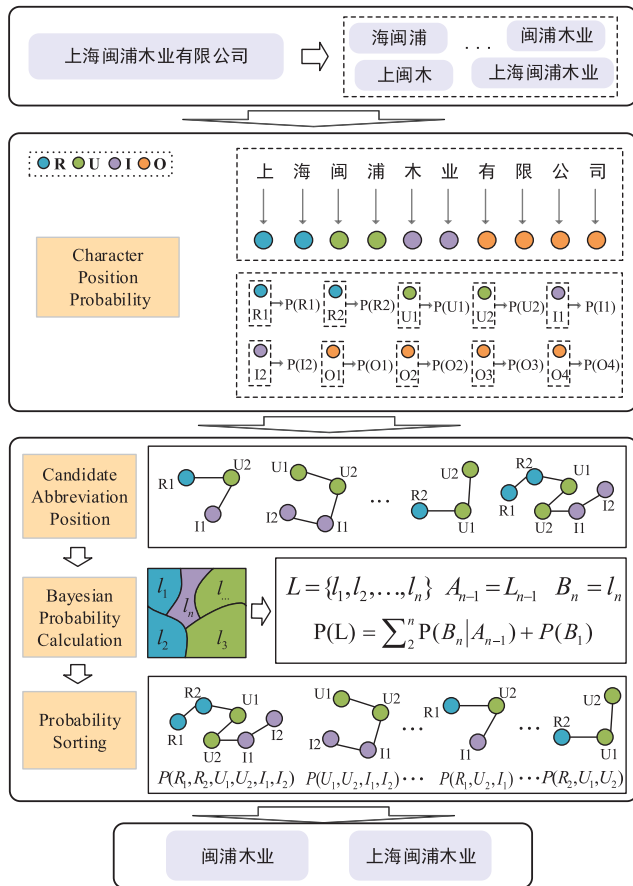 上海闽浦木业有限公司
海闽浦 ... 闽浦木业
上闽木 上海闽浦木业
R U I O
上 海 闽 浦 木 业 有 限 公 司
Character
Position
Probability
R1 P(R1) R2 P(R2) U1 P(U1) U2 P(U2) I1 P(I1)
I2 P(I2) O1 P(O1) O2 P(O2) O3 P(O3) O4 P(O4)
Candidate
Abbreviation
Position
R1 U2 I1
U1 U2 I2 I1
...
U2 R2 U1
R2 U1 R1 I2 U2 I1
Bayesian
Probability
Calculation
l₁ l... lₙ l₂ l₃
L = {l₁,l₂,...,lₙ} Aₙ₋₁ = Lₙ₋₁ Bₙ = lₙ
P(L) = ∑₂ⁿ P(Bₙ|Aₙ₋₁) + P(B₁)
Probability
Sorting
R2 U1 R1 I2 U2 I1
U1 U2 I2 I1
...
R1 U2 I1
...
U2 R2 U1
P(R₁,R₂,U₁,U₂,I₁,I₂) P(U₁,U₂,I₁,I₂)... P(R₁,U₂,I₁) ...P(R₂,U₁,U₂)
闽浦木业 上海闽浦木业